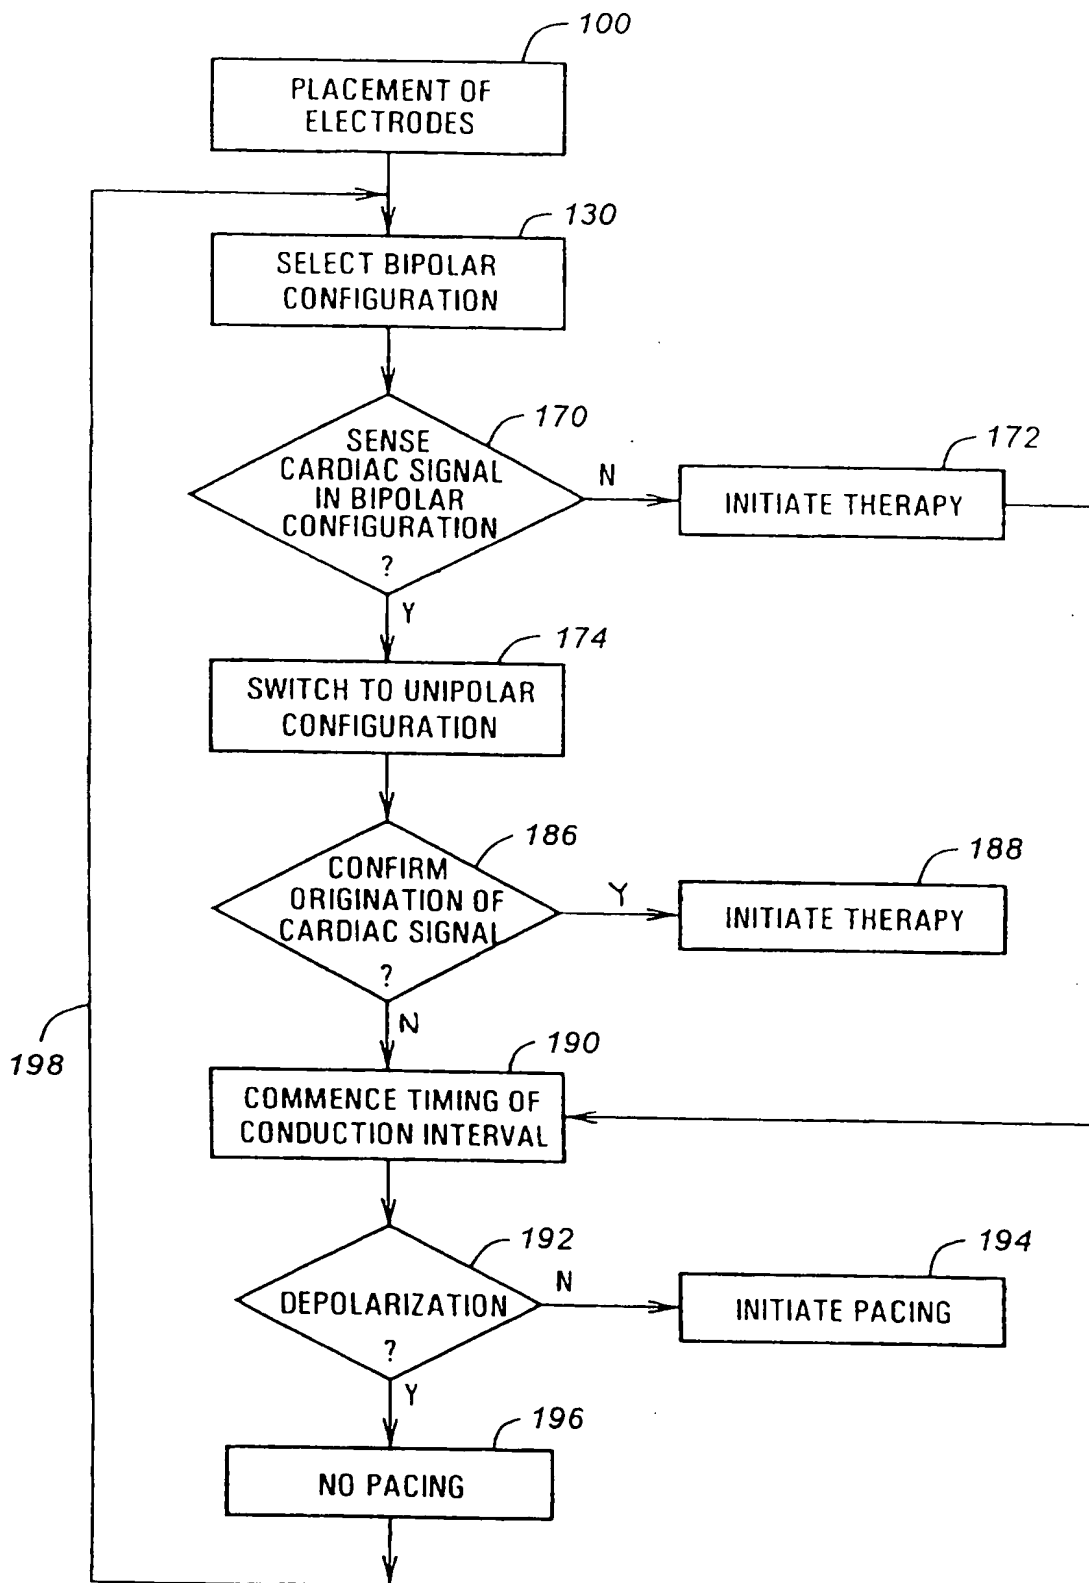 100
PLACEMENT OF
ELECTRODES
130
SELECT BIPOLAR
CONFIGURATION
170
SENSE
CARDIAC SIGNAL
IN BIPOLAR
CONFIGURATION
?
N
172
INITIATE THERAPY
Y
174
SWITCH TO UNIPOLAR
CONFIGURATION
186
CONFIRM
ORIGINATION OF
CARDIAC SIGNAL
?
Y
188
INITIATE THERAPY
N
198
190
COMMENCE TIMING OF
CONDUCTION INTERVAL
192
DEPOLARIZATION
?
N
194
INITIATE PACING
Y
196
NO PACING